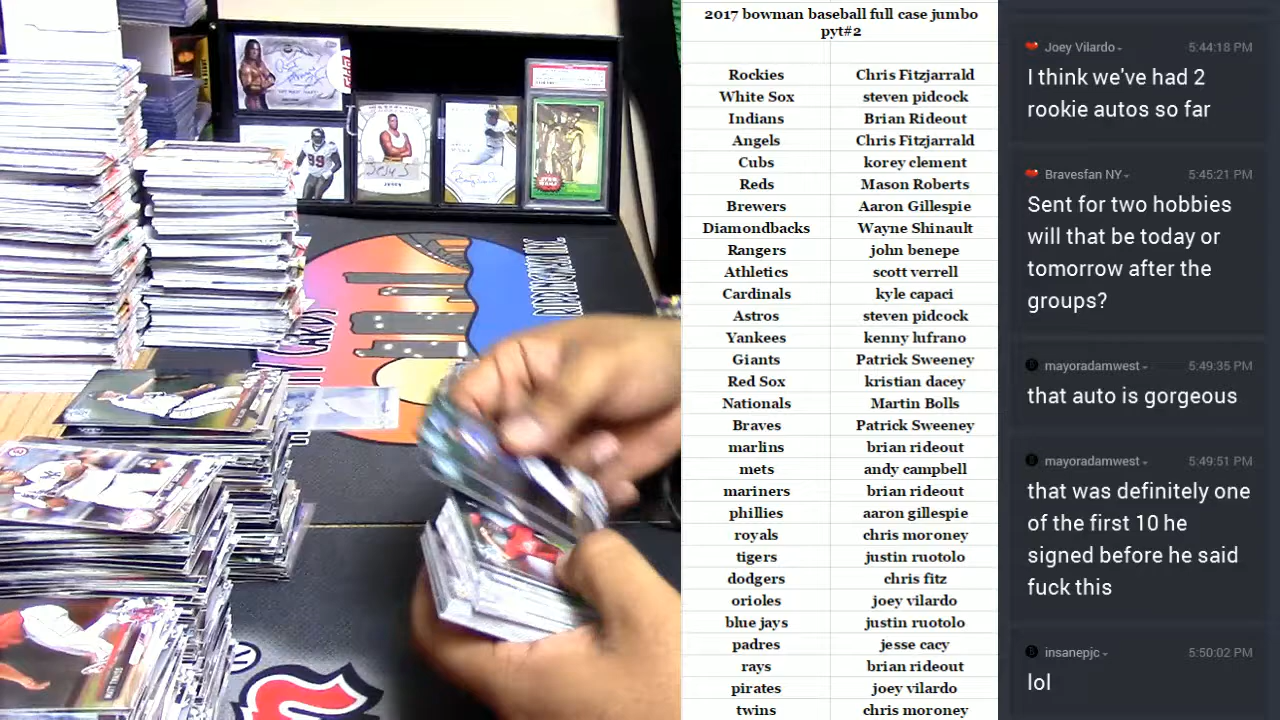 2017 bowman baseball full case jumbo
pyt#2
Rockies Chris Fitzjarrald
White Sox steven pidcock
Indians Brian Rideout
Angels Chris Fitzjarrald
Cubs korey clement
Reds Mason Roberts
Brewers Aaron Gillespie
Diamondbacks Wayne Shinault
Rangers john benepe
Athletics scott verrell
Cardinals kyle capaci
Astros steven pidcock
Yankees kenny lufrano
Giants Patrick Sweeney
Red Sox kristian dacey
Nationals Martin Bolls
Braves Patrick Sweeney
marlins brian rideout
mets andy campbell
mariners brian rideout
phillies aaron gillespie
royals chris moroney
tigers justin ruotolo
dodgers chris fitz
orioles joey vilardo
blue jays justin ruotolo
padres jesse cacy
rays brian rideout
pirates joey vilardo
twins chris moroney
Joey Vilardo 5:44:18 PM
I think we've had 2
rookie autos so far
Bravesfan NY 5:45:21 PM
Sent for two hobbies
will that be today or
tomorrow after the
groups?
mayoradamwest 5:49:35 PM
that auto is gorgeous
mayoradamwest 5:49:51 PM
that was definitely one
of the first 10 he
signed before he said
fuck this
insanepjc 5:50:02 PM
lol